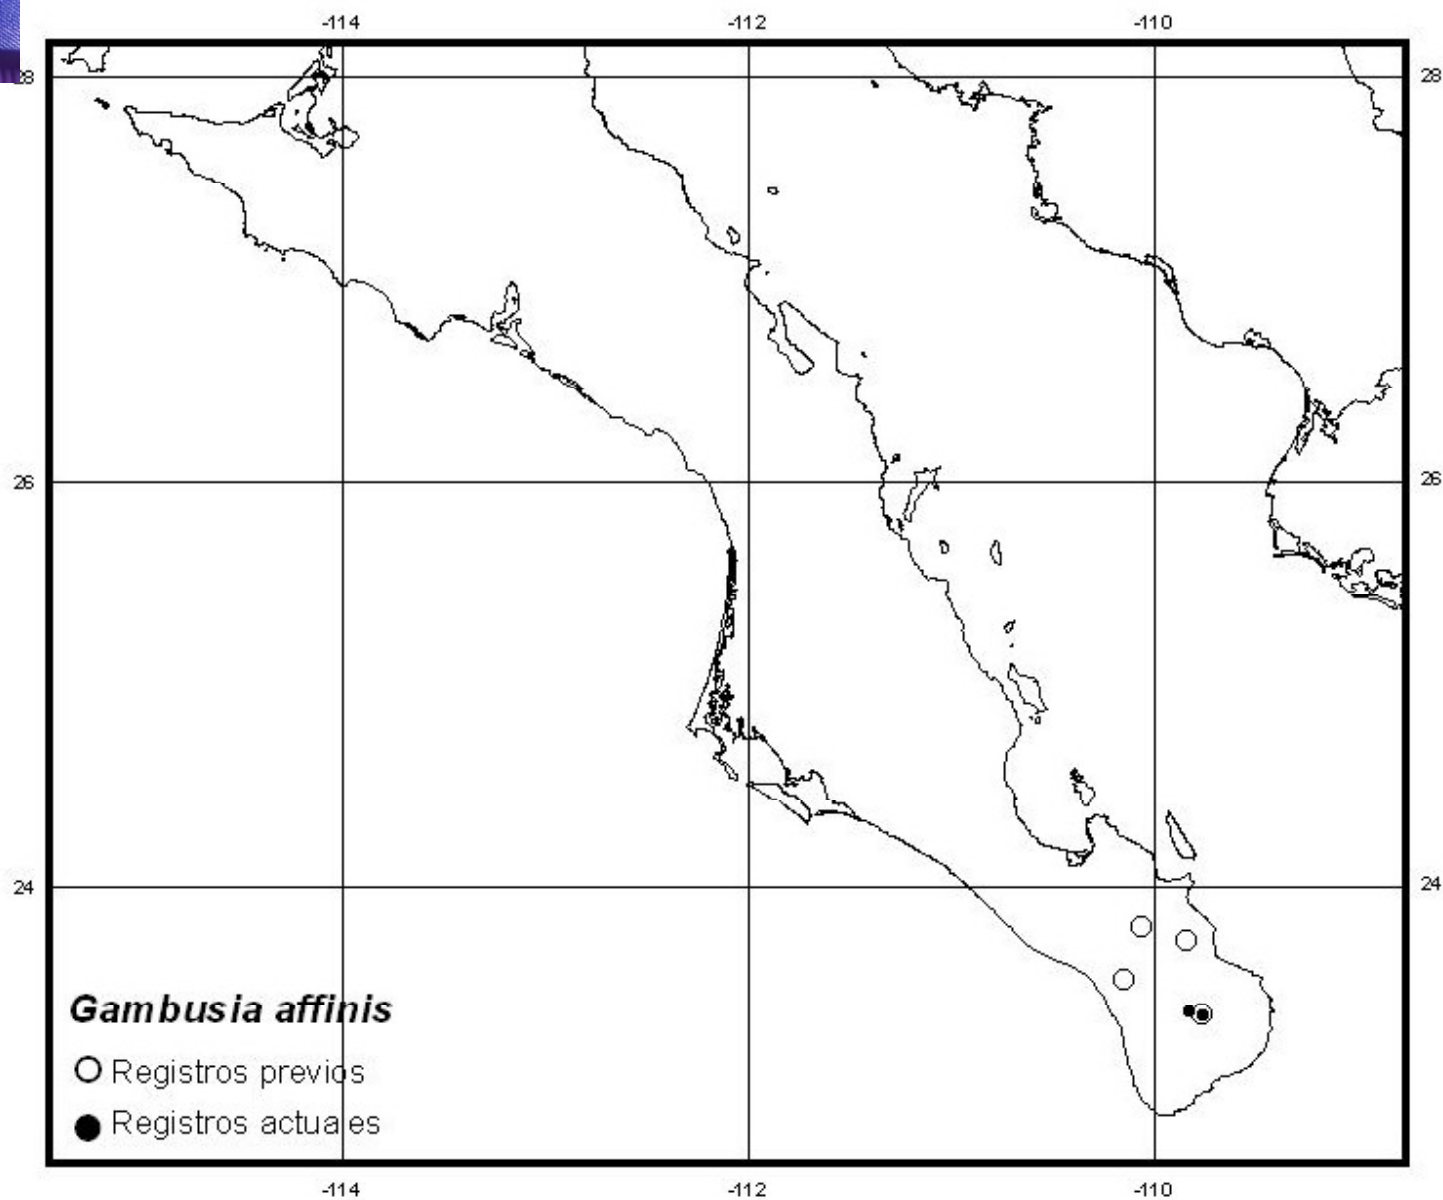 -114 -112 -110
28 28
26 26
24 24
Gambusia affinis
Registros previos
Registros actuales
-114 -112 -110